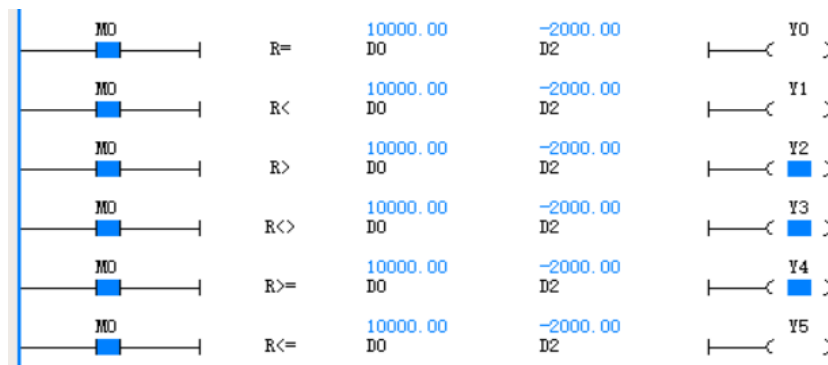 M0 10000.00 -2000.00 Y0
R= D0 D2
M0 10000.00 -2000.00 Y1
R< D0 D2
M0 10000.00 -2000.00 Y2
R> D0 D2
M0 10000.00 -2000.00 Y3
R<> D0 D2
M0 10000.00 -2000.00 Y4
R>= D0 D2
M0 10000.00 -2000.00 Y5
R<= D0 D2